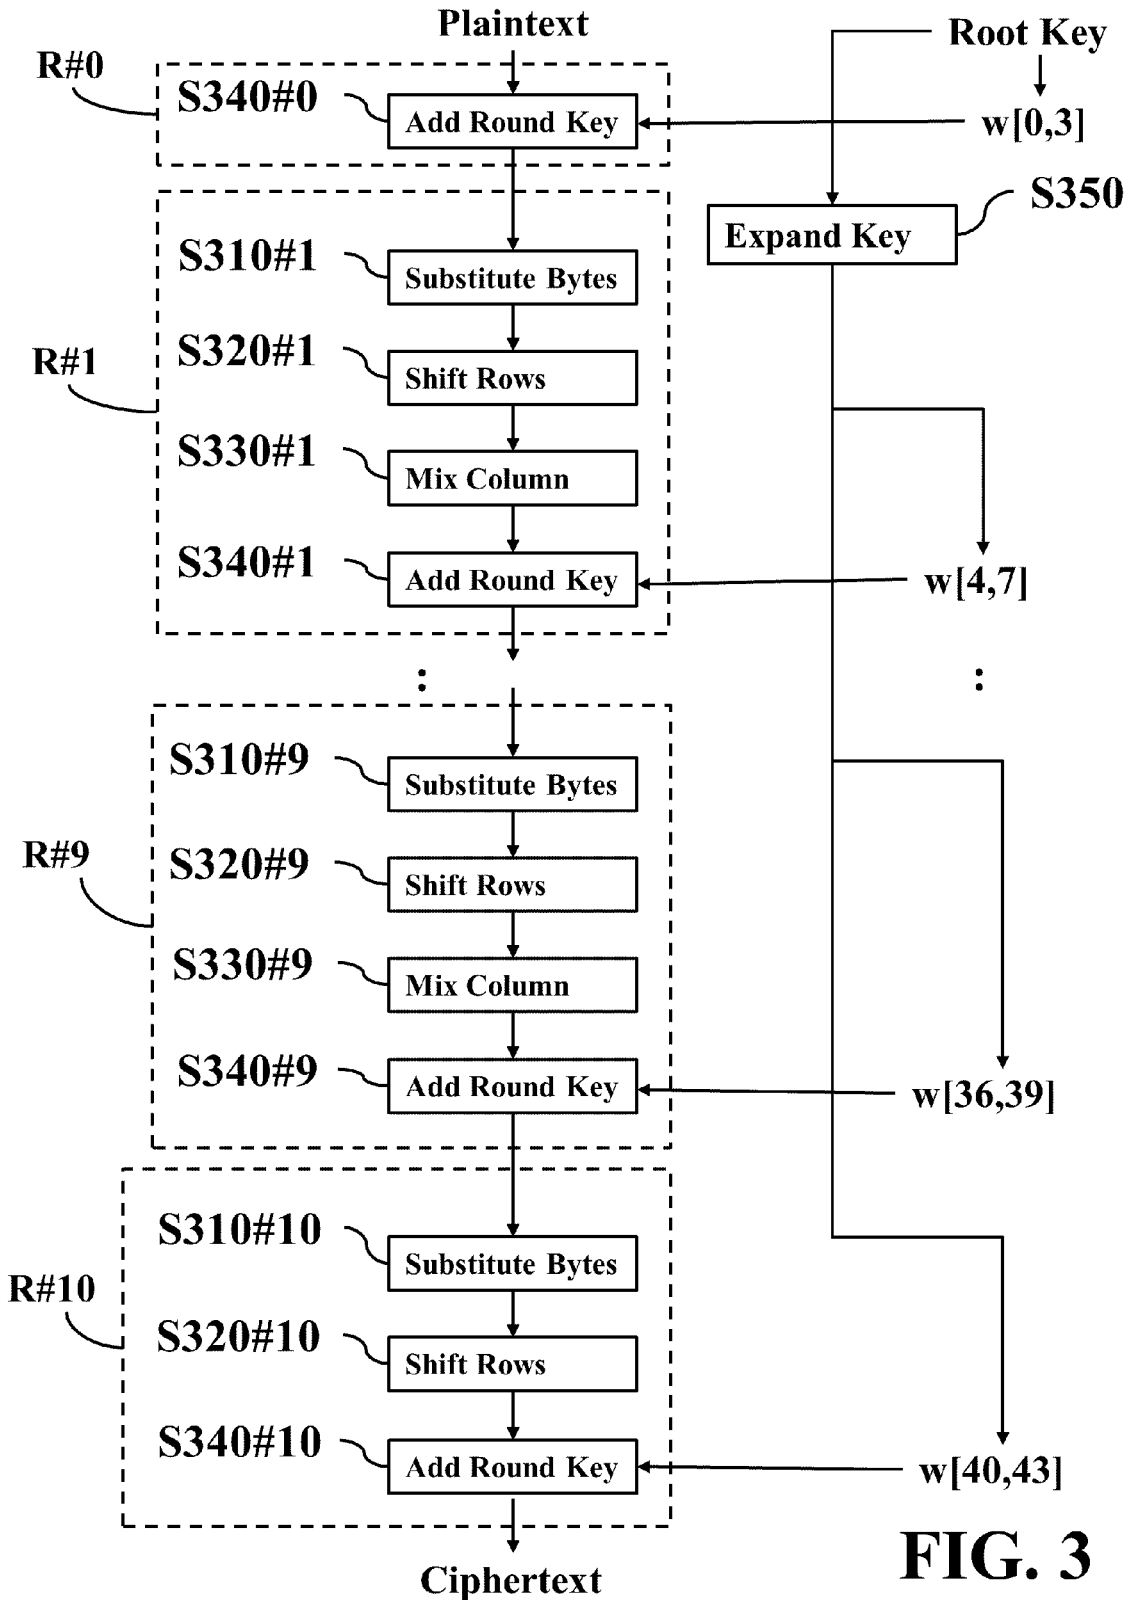 Plaintext
Root Key
R#0
S340#0
Add Round Key
w[0,3]
S350
Expand Key
R#1
S310#1
Substitute Bytes
S320#1
Shift Rows
S330#1
Mix Column
S340#1
Add Round Key
w[4,7]
:
:
R#9
S310#9
Substitute Bytes
S320#9
Shift Rows
S330#9
Mix Column
S340#9
Add Round Key
w[36,39]
R#10
S310#10
Substitute Bytes
S320#10
Shift Rows
S340#10
Add Round Key
w[40,43]
Ciphertext
FIG. 3